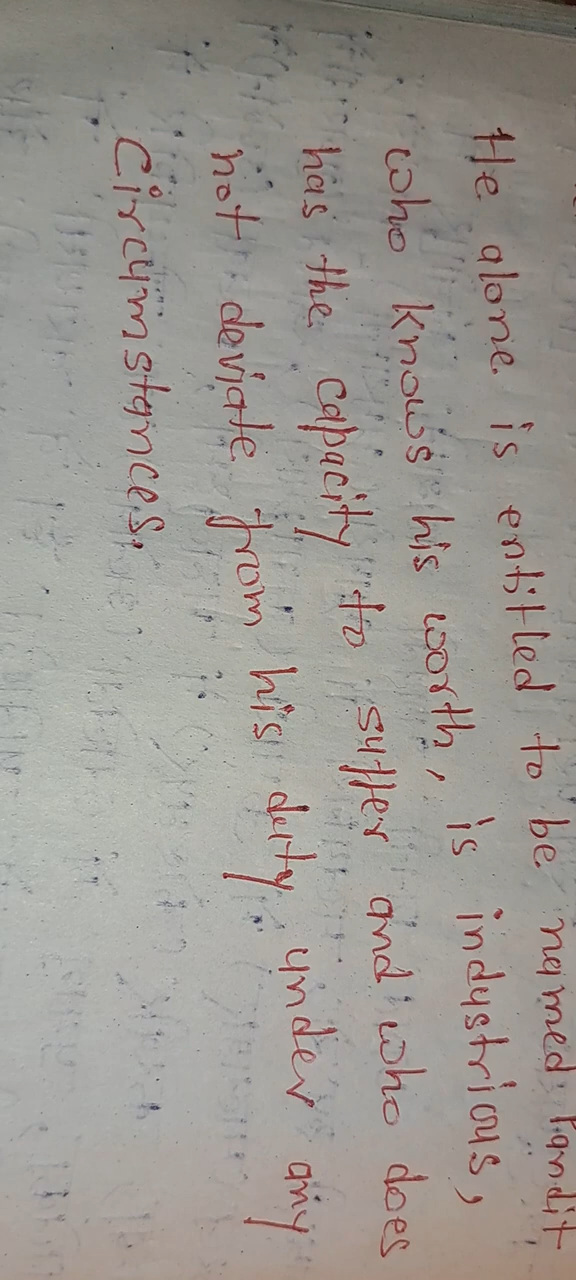 He alone is entitled to be named Pandit
who knows his worth, is industrious,
has the capacity to suffer and who does
not deviate from his duty under any
Circumstances.